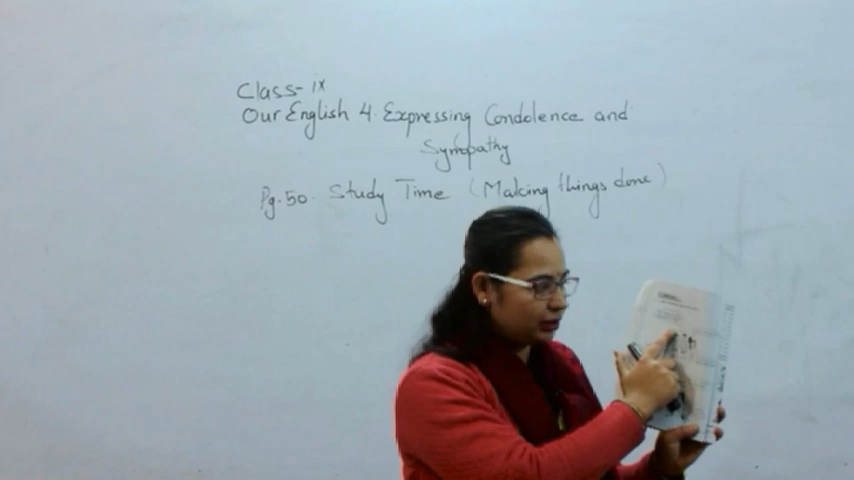 Class- ix
Our English 4. Expressing Condolence and
Sympathy
Pg. 50. Study Time (Making things done)